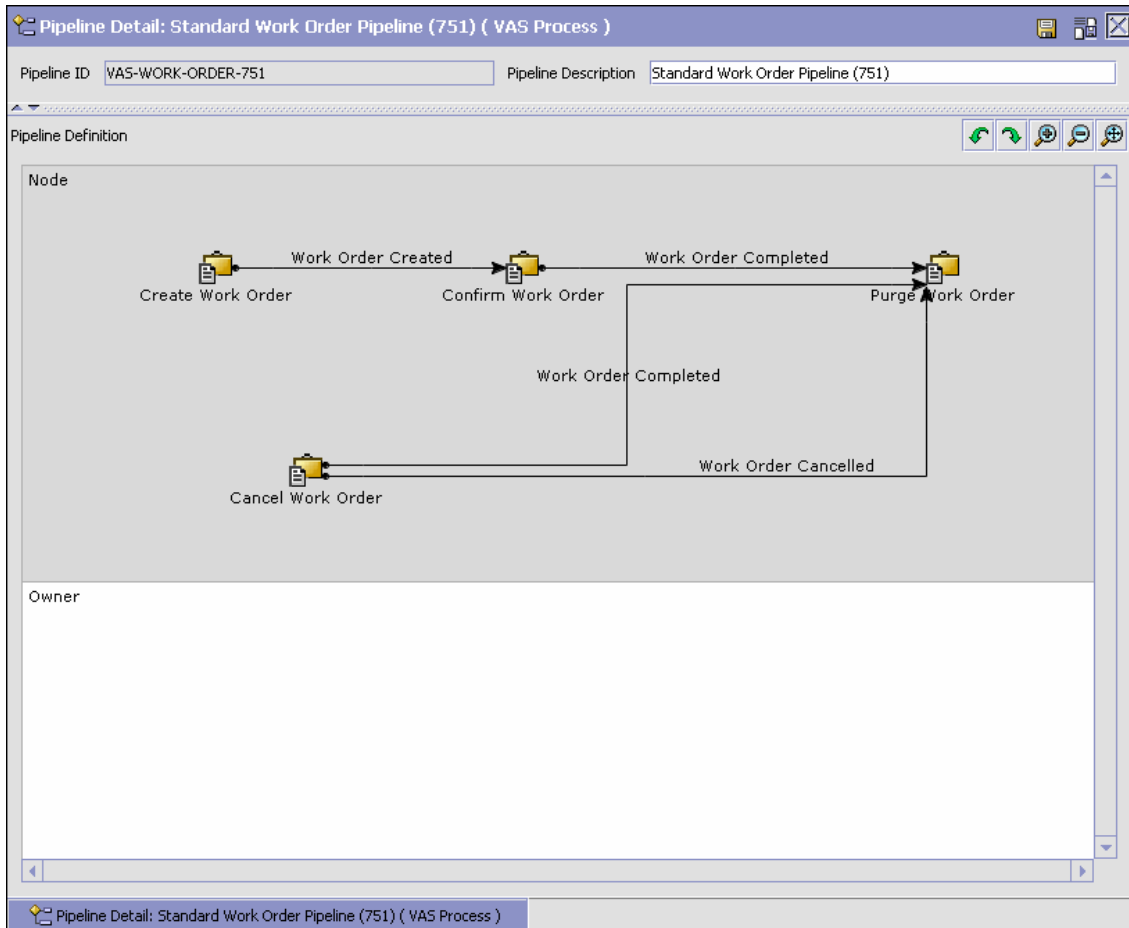 Pipeline Detail: Standard Work Order Pipeline (751) ( VAS Process )
Pipeline ID VAS-WORK-ORDER-751 Pipeline Description Standard Work Order Pipeline (751)
Pipeline Definition
Node
Work Order Created Work Order Completed
Create Work Order Confirm Work Order Purge Work Order
Work Order Completed
Work Order Cancelled
Cancel Work Order
Owner
Pipeline Detail: Standard Work Order Pipeline (751) ( VAS Process )